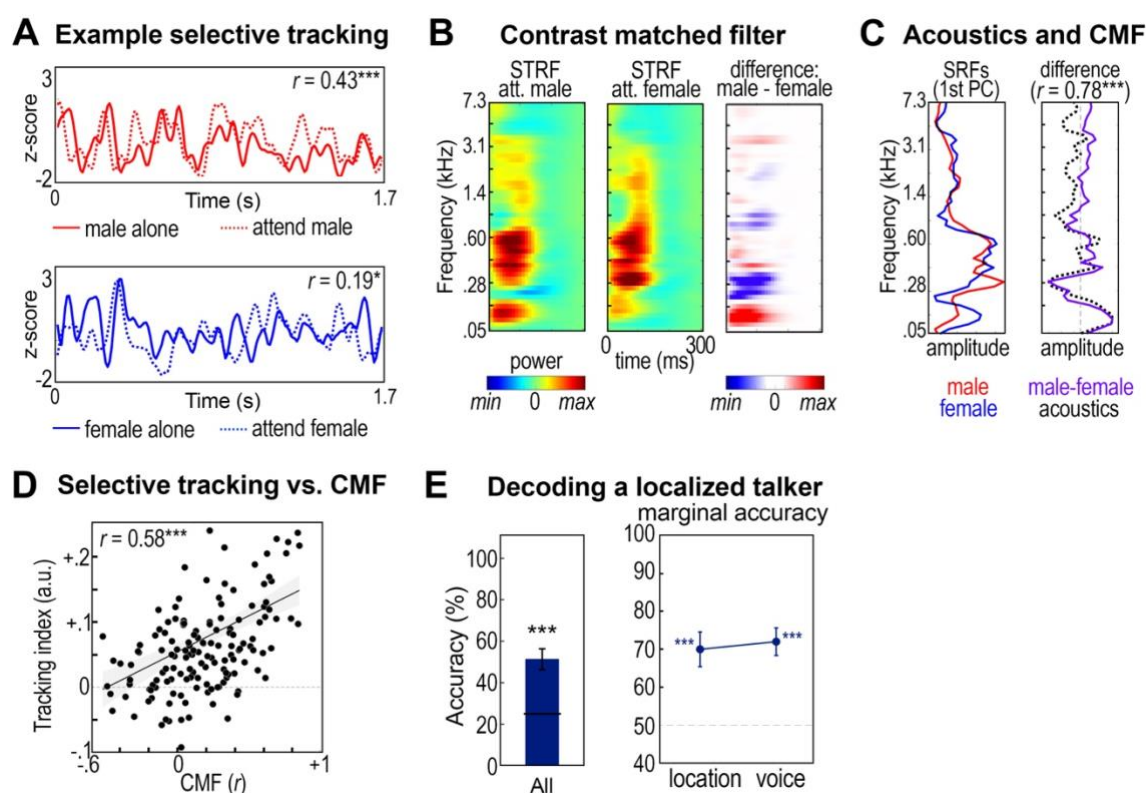 A Example selective tracking
3
r = 0.43***
z-score
-2
0
1.7
Time (s)
male alone
attend male
3
r = 0.19*
z-score
-2
0
1.7
Time (s)
female alone
attend female
B Contrast matched filter
STRF
att. male
STRF
att. female
difference:
male - female
7.3
3.1
1.4
.60
.28
.05
Frequency (kHz)
0
300
time (ms)
power
min 0 max
min 0 max
C Acoustics and CMF
SRFs
(1st PC)
difference
(r = 0.78***)
7.3
3.1
1.4
.60
.28
.05
Frequency (kHz)
amplitude
amplitude
male
female
male-female
acoustics
D Selective tracking vs. CMF
r = 0.58***
+.2
+.1
0
-.1
Tracking index (a.u.)
-.6
0
+1
CMF (r)
E Decoding a localized talker
100
80
60
40
20
0
Accuracy (%)
***
All
marginal accuracy
100
90
80
70
60
50
40
***
***
location voice